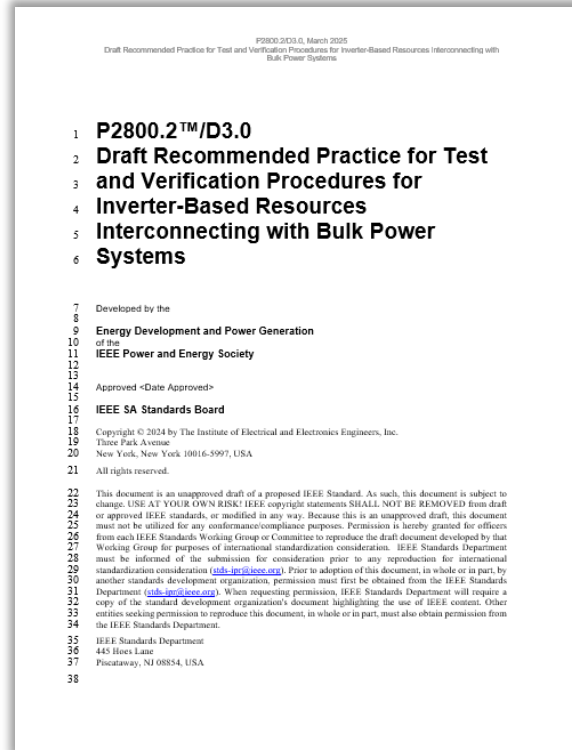 P2800.2/D3.0, March 2025
Draft Recommended Practice for Test and Verification Procedures for Inverter-Based Resources Interconnecting with
Bulk Power Systems
1 P2800.2™/D3.0
2 Draft Recommended Practice for Test
3 and Verification Procedures for
4 Inverter-Based Resources
5 Interconnecting with Bulk Power
6 Systems
7 Developed by the
8
9 Energy Development and Power Generation
10 of the
11 IEEE Power and Energy Society
12
13
14 Approved <Date Approved>
15
16 IEEE SA Standards Board
17
18 Copyright © 2024 by The Institute of Electrical and Electronics Engineers, Inc.
19 Three Park Avenue
20 New York, New York 10016-5997, USA
21 All rights reserved.
22 This document is an unapproved draft of a proposed IEEE Standard. As such, this document is subject to
23 change. USE AT YOUR OWN RISK! IEEE copyright statements SHALL NOT BE REMOVED from draft
24 or approved IEEE standards, or modified in any way. Because this is an unapproved draft, this document
25 must not be utilized for any conformance/compliance purposes. Permission is hereby granted for officers
26 from each IEEE Standards Working Group or Committee to reproduce the draft document developed by that
27 Working Group for purposes of international standardization consideration. IEEE Standards Department
28 must be informed of the submission for consideration prior to any reproduction for international
29 standardization consideration (stds-ipr@ieee.org). Prior to adoption of this document, in whole or in part, by
30 another standards development organization, permission must first be obtained from the IEEE Standards
31 Department (stds-ipr@ieee.org). When requesting permission, IEEE Standards Department will require a
32 copy of the standard development organization's document highlighting the use of IEEE content. Other
33 entities seeking permission to reproduce this document, in whole or in part, must also obtain permission from
34 the IEEE Standards Department.
35 IEEE Standards Department
36 445 Hoes Lane
37 Piscataway, NJ 08854, USA
38